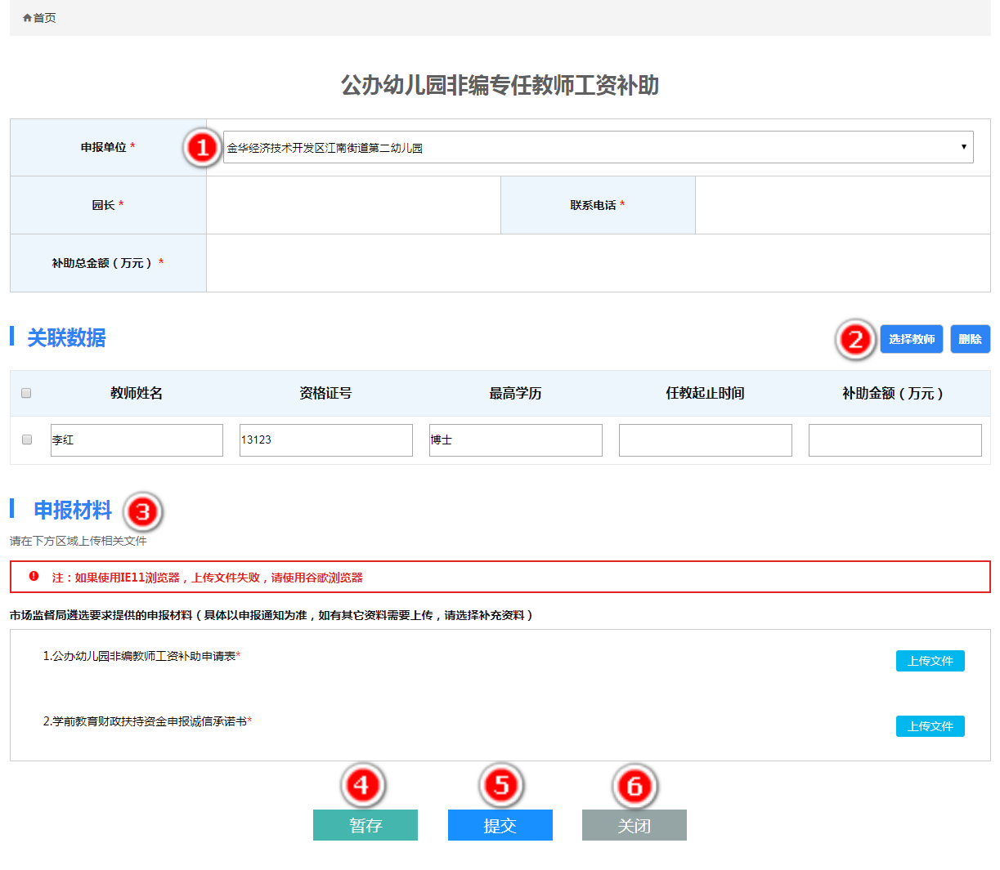 首页
公办幼儿园非编专任教师工资补助
申报单位 * 1 金华经济技术开发区江南街道第二幼儿园
园长 * 联系电话 *
补助总金额（万元） *
关联数据 2 选择教师 删除
教师姓名 资格证号 最高学历 任教起止时间 补助金额（万元）
李红 13123 博士
申报材料 3
请在下方区域上传相关文件
注：如果使用IE11浏览器，上传文件失败，请使用谷歌浏览器
市场监督局遴选要求提供的申报材料（具体以申报通知为准，如有其它资料需要上传，请选择补充资料）
1.公办幼儿园非编教师工资补助申请表* 上传文件
2.学前教育财政扶持资金申报诚信承诺书* 上传文件
4 5 6
暂存 提交 关闭